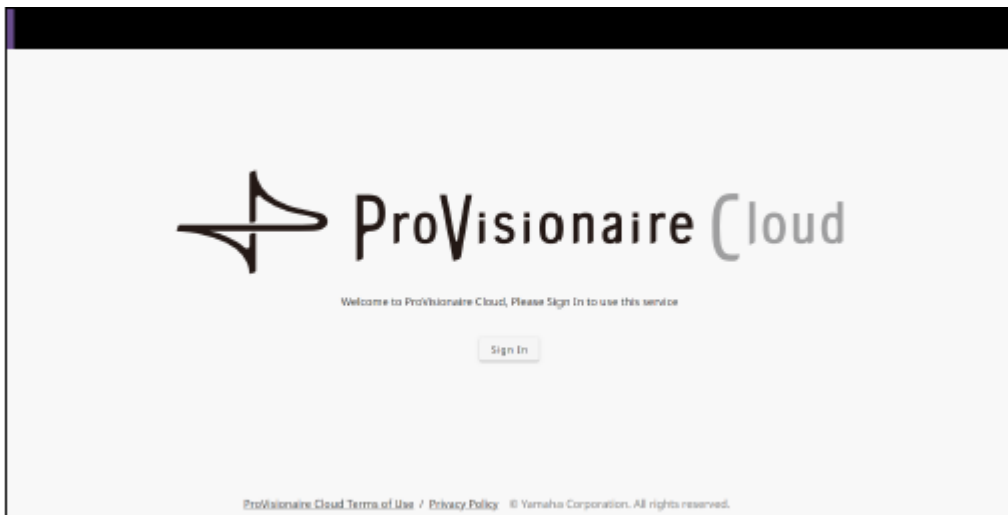 ProVisionaire Cloud
Welcome to ProVisionaire Cloud, Please Sign In to use this service
Sign In
ProVisionaire Cloud Terms of Use / Privacy Policy © Yamaha Corporation. All rights reserved.